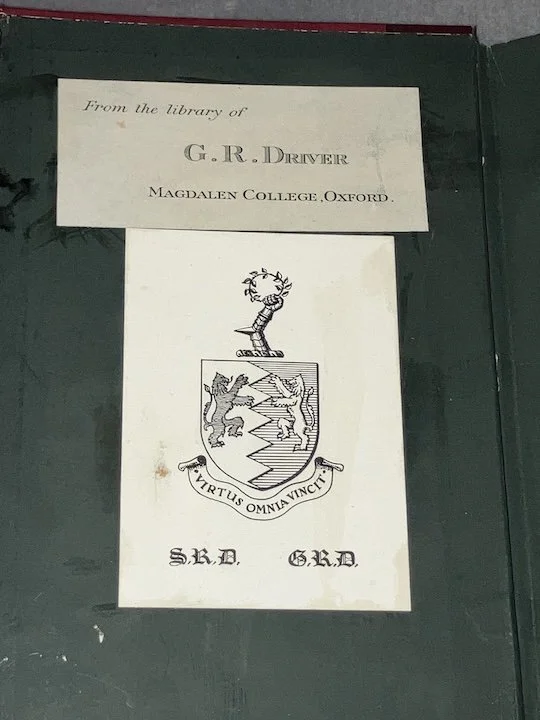 From the library of
G.R.DRIVER
MAGDALEN COLLEGE,OXFORD.
VIRTUS OMNIA VINCIT
S.R.D. G.R.D.